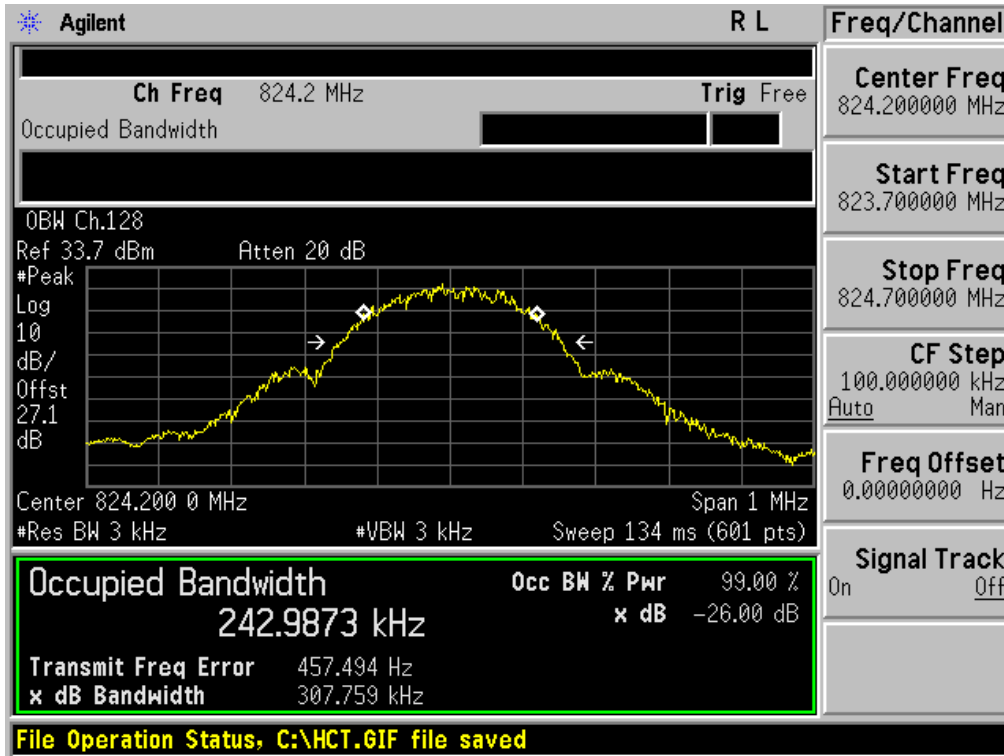 Agilent R L Freq/Channel
Ch Freq 824.2 MHz Trig Free
Occupied Bandwidth
Center Freq
824.200000 MHz
Start Freq
823.700000 MHz
Stop Freq
824.700000 MHz
CF Step
100.000000 kHz
Auto Man
Freq Offset
0.00000000 Hz
Signal Track
On Off
OBW Ch.128
Ref 33.7 dBm Atten 20 dB
#Peak
Log
10
dB/
Offst
27.1
dB
Center 824.200 0 MHz Span 1 MHz
#Res BW 3 kHz #VBW 3 kHz Sweep 134 ms (601 pts)
Occupied Bandwidth Occ BW % Pwr 99.00 %
242.9873 kHz x dB -26.00 dB
Transmit Freq Error 457.494 Hz
x dB Bandwidth 307.759 kHz
File Operation Status, C:\HCT.GIF file saved